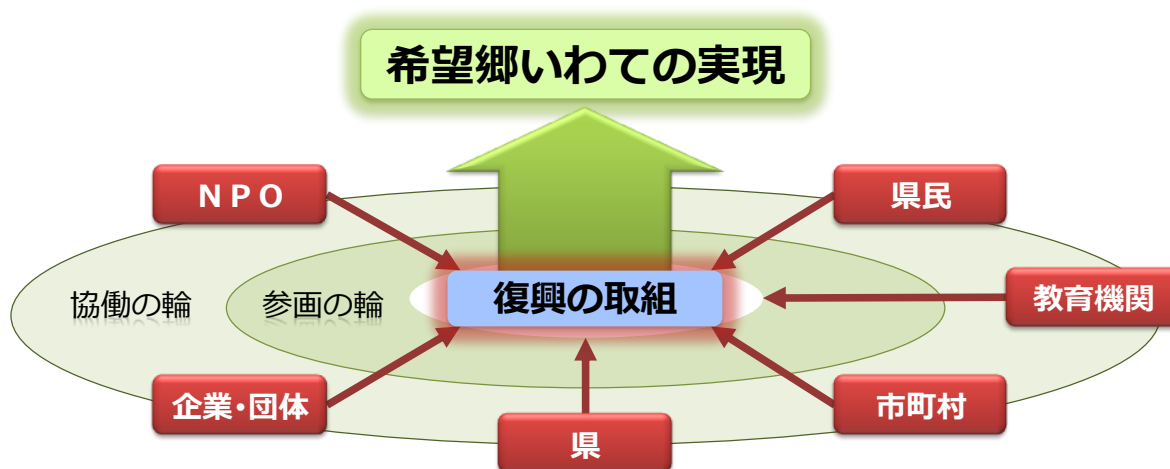 希望郷いわての実現
ＮＰＯ
県民
協働の輪
参画の輪
復興の取組
教育機関
企業・団体
県
市町村